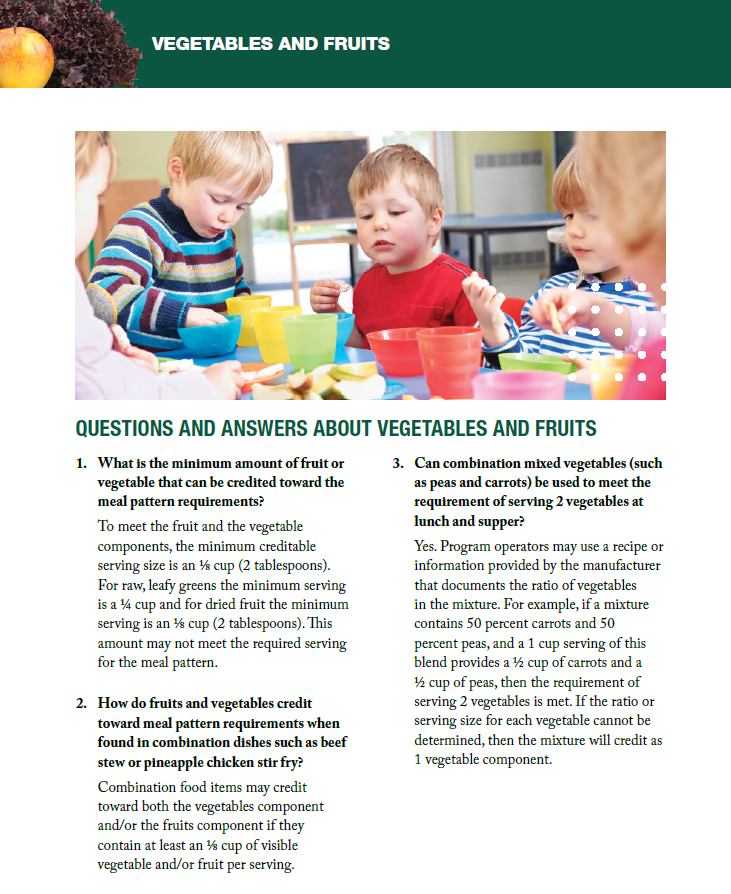 VEGETABLES AND FRUITS
QUESTIONS AND ANSWERS ABOUT VEGETABLES AND FRUITS
1. What is the minimum amount of fruit or
vegetable that can be credited toward the
meal pattern requirements?
To meet the fruit and the vegetable
components, the minimum creditable
serving size is an ⅛ cup (2 tablespoons).
For raw, leafy greens the minimum serving
is a ¼ cup and for dried fruit the minimum
serving is an ⅛ cup (2 tablespoons). This
amount may not meet the required serving
for the meal pattern.
2. How do fruits and vegetables credit
toward meal pattern requirements when
found in combination dishes such as beef
stew or pineapple chicken stir fry?
Combination food items may credit
toward both the vegetables component
and/or the fruits component if they
contain at least an ⅛ cup of visible
vegetable and/or fruit per serving.
3. Can combination mixed vegetables (such
as peas and carrots) be used to meet the
requirement of serving 2 vegetables at
lunch and supper?
Yes. Program operators may use a recipe or
information provided by the manufacturer
that documents the ratio of vegetables
in the mixture. For example, if a mixture
contains 50 percent carrots and 50
percent peas, and a 1 cup serving of this
blend provides a ½ cup of carrots and a
½ cup of peas, then the requirement of
serving 2 vegetables is met. If the ratio or
serving size for each vegetable cannot be
determined, then the mixture will credit as
1 vegetable component.